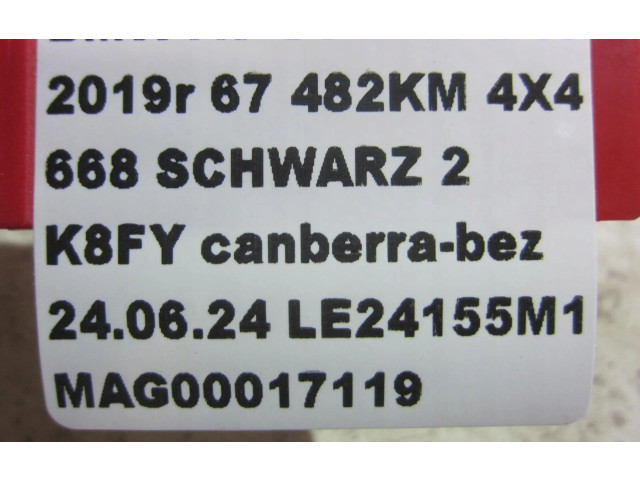 2019r 67 482KM 4X4
668 SCHWARZ 2
K8FY canberra-bez
24.06.24 LE24155M1
MAG00017119